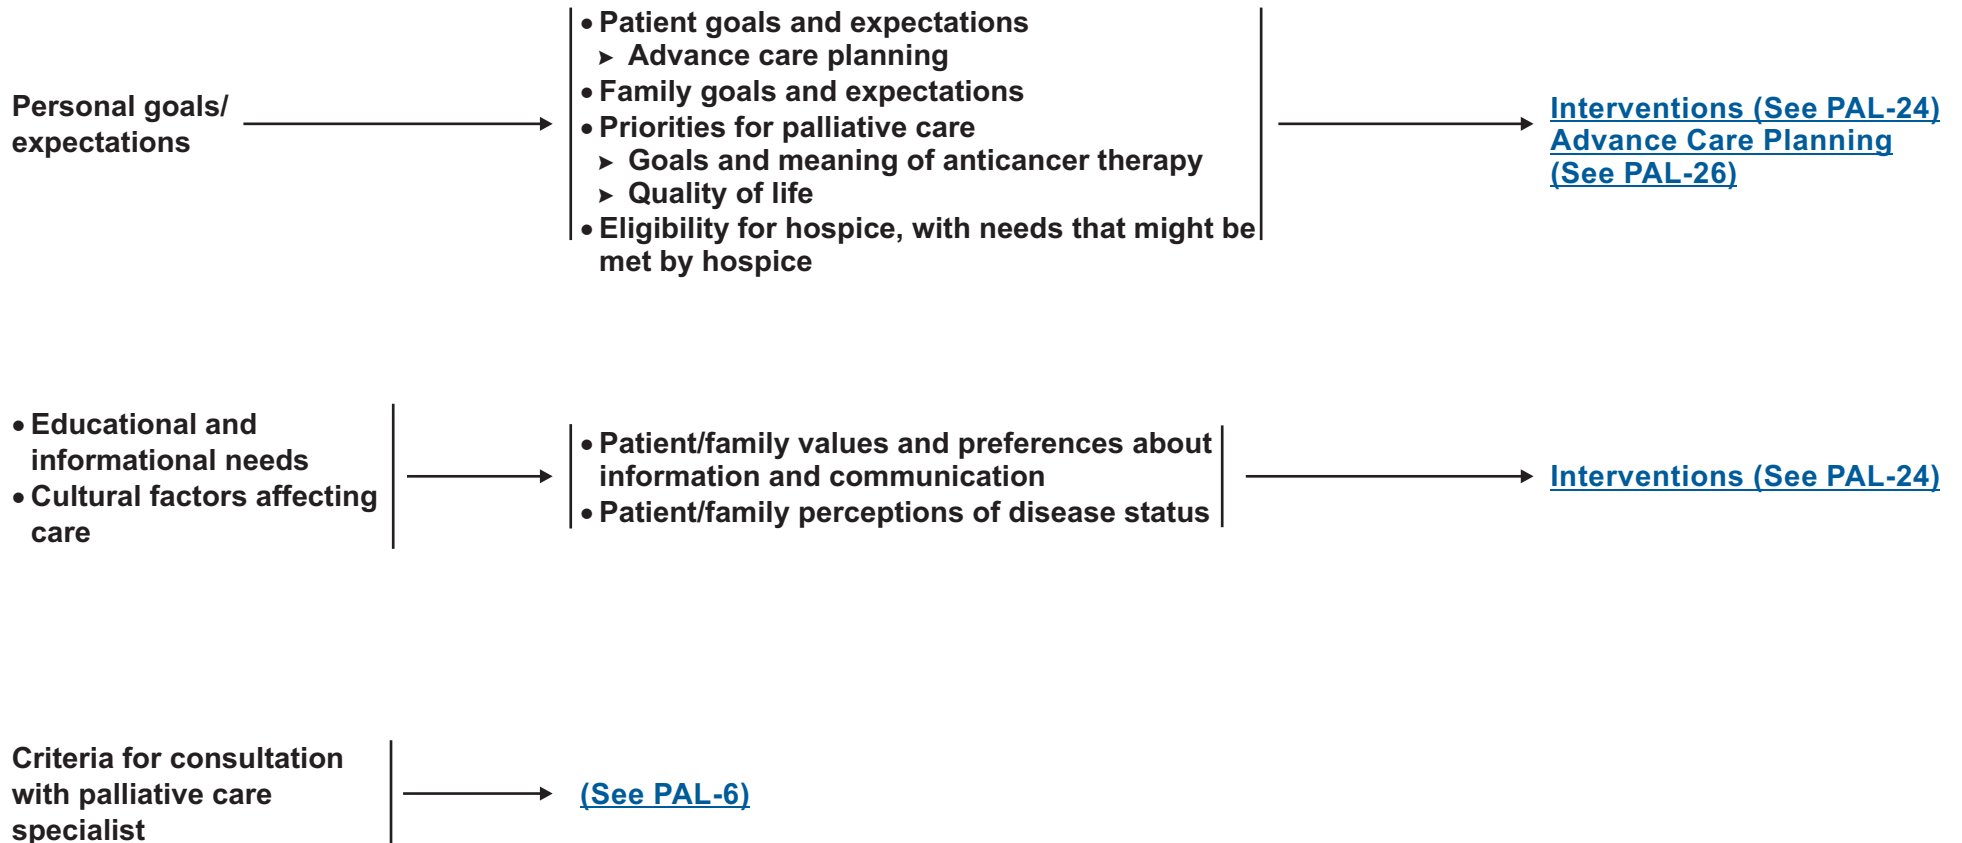 Personal goals/
expectations
• Patient goals and expectations
➤ Advance care planning
• Family goals and expectations
• Priorities for palliative care
➤ Goals and meaning of anticancer therapy
➤ Quality of life
• Eligibility for hospice, with needs that might be
met by hospice
Interventions (See PAL-24)
Advance Care Planning
(See PAL-26)
• Educational and
informational needs
• Cultural factors affecting
care
• Patient/family values and preferences about
information and communication
• Patient/family perceptions of disease status
Interventions (See PAL-24)
Criteria for consultation
with palliative care
specialist
(See PAL-6)